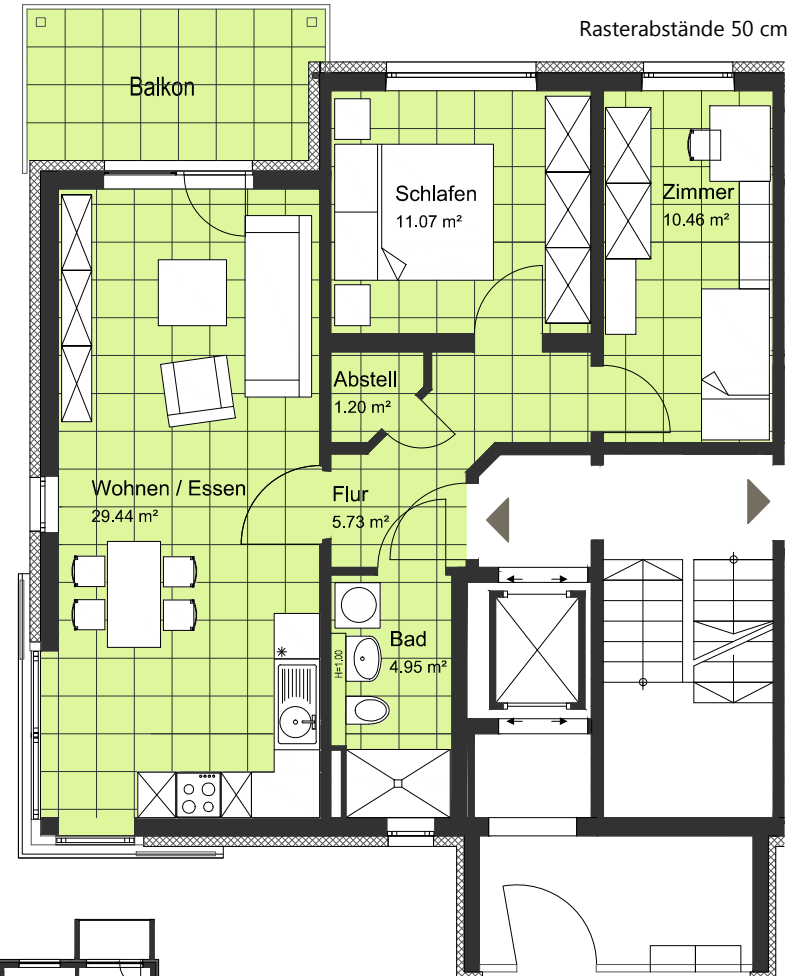 Rasterabstände 50 cm
Balkon
Schlafen
11.07 m²
Zimmer
10.46 m²
Abstell
1.20 m²
Wohnen / Essen
29.44 m²
Flur
5.73 m²
Bad
4.95 m²
H=1,00